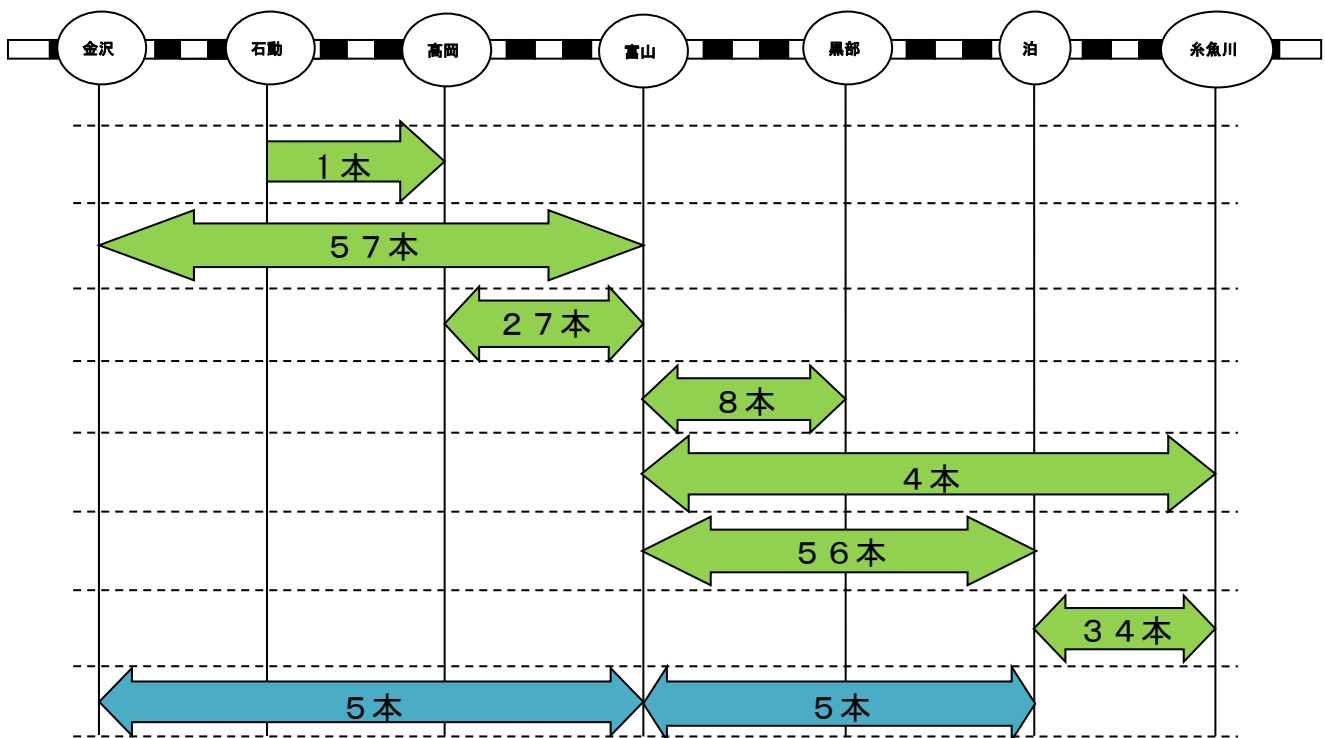 金沢 石動 高岡 富山 黒部 泊 糸魚川
１本
５７本
２７本
８本
４本
５６本
３４本
５本 ５本